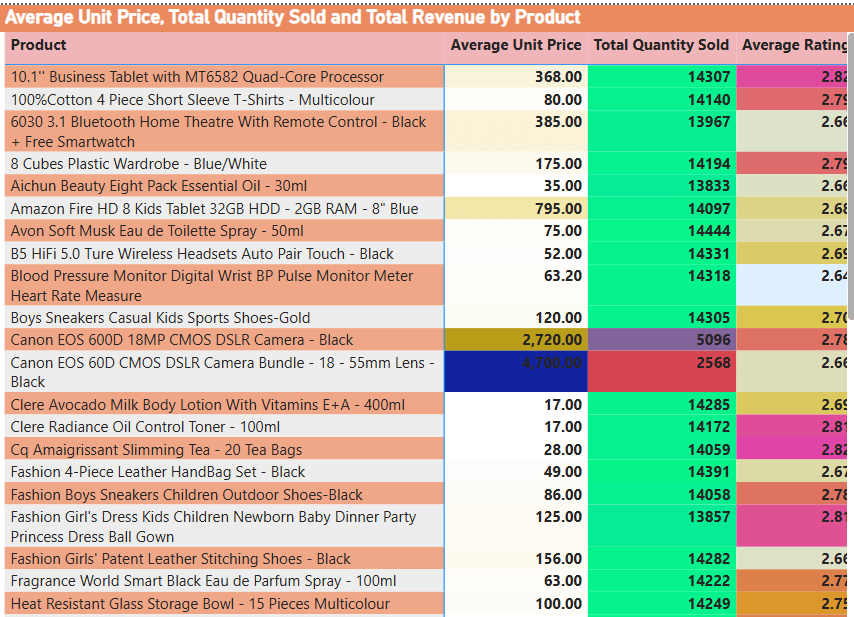 Average Unit Price, Total Quantity Sold and Total Revenue by Product
Product Average Unit Price Total Quantity Sold Average Rating
10.1'' Business Tablet with MT6582 Quad-Core Processor 368.00 14307 2.82
100%Cotton 4 Piece Short Sleeve T-Shirts - Multicolour 80.00 14140 2.79
6030 3.1 Bluetooth Home Theatre With Remote Control - Black 385.00 13967 2.66
+ Free Smartwatch
8 Cubes Plastic Wardrobe - Blue/White 175.00 14194 2.79
Aichun Beauty Eight Pack Essential Oil - 30ml 35.00 13833 2.66
Amazon Fire HD 8 Kids Tablet 32GB HDD - 2GB RAM - 8" Blue 795.00 14097 2.68
Avon Soft Musk Eau de Toilette Spray - 50ml 75.00 14444 2.67
B5 HiFi 5.0 Ture Wireless Headsets Auto Pair Touch - Black 52.00 14331 2.69
Blood Pressure Monitor Digital Wrist BP Pulse Monitor Meter 63.20 14318 2.64
Heart Rate Measure
Boys Sneakers Casual Kids Sports Shoes-Gold 120.00 14305 2.70
Canon EOS 600D 18MP CMOS DSLR Camera - Black 2,720.00 5096 2.78
Canon EOS 60D CMOS DSLR Camera Bundle - 18 - 55mm Lens - 4,700.00 2568 2.66
Black
Clere Avocado Milk Body Lotion With Vitamins E+A - 400ml 17.00 14285 2.69
Clere Radiance Oil Control Toner - 100ml 17.00 14172 2.81
Cq Amaigrissant Slimming Tea - 20 Tea Bags 28.00 14059 2.82
Fashion 4-Piece Leather HandBag Set - Black 49.00 14391 2.67
Fashion Boys Sneakers Children Outdoor Shoes-Black 86.00 14058 2.78
Fashion Girl's Dress Kids Children Newborn Baby Dinner Party 125.00 13857 2.81
Princess Dress Ball Gown
Fashion Girls' Patent Leather Stitching Shoes - Black 156.00 14282 2.66
Fragrance World Smart Black Eau de Parfum Spray - 100ml 63.00 14222 2.77
Heat Resistant Glass Storage Bowl - 15 Pieces Multicolour 100.00 14249 2.75